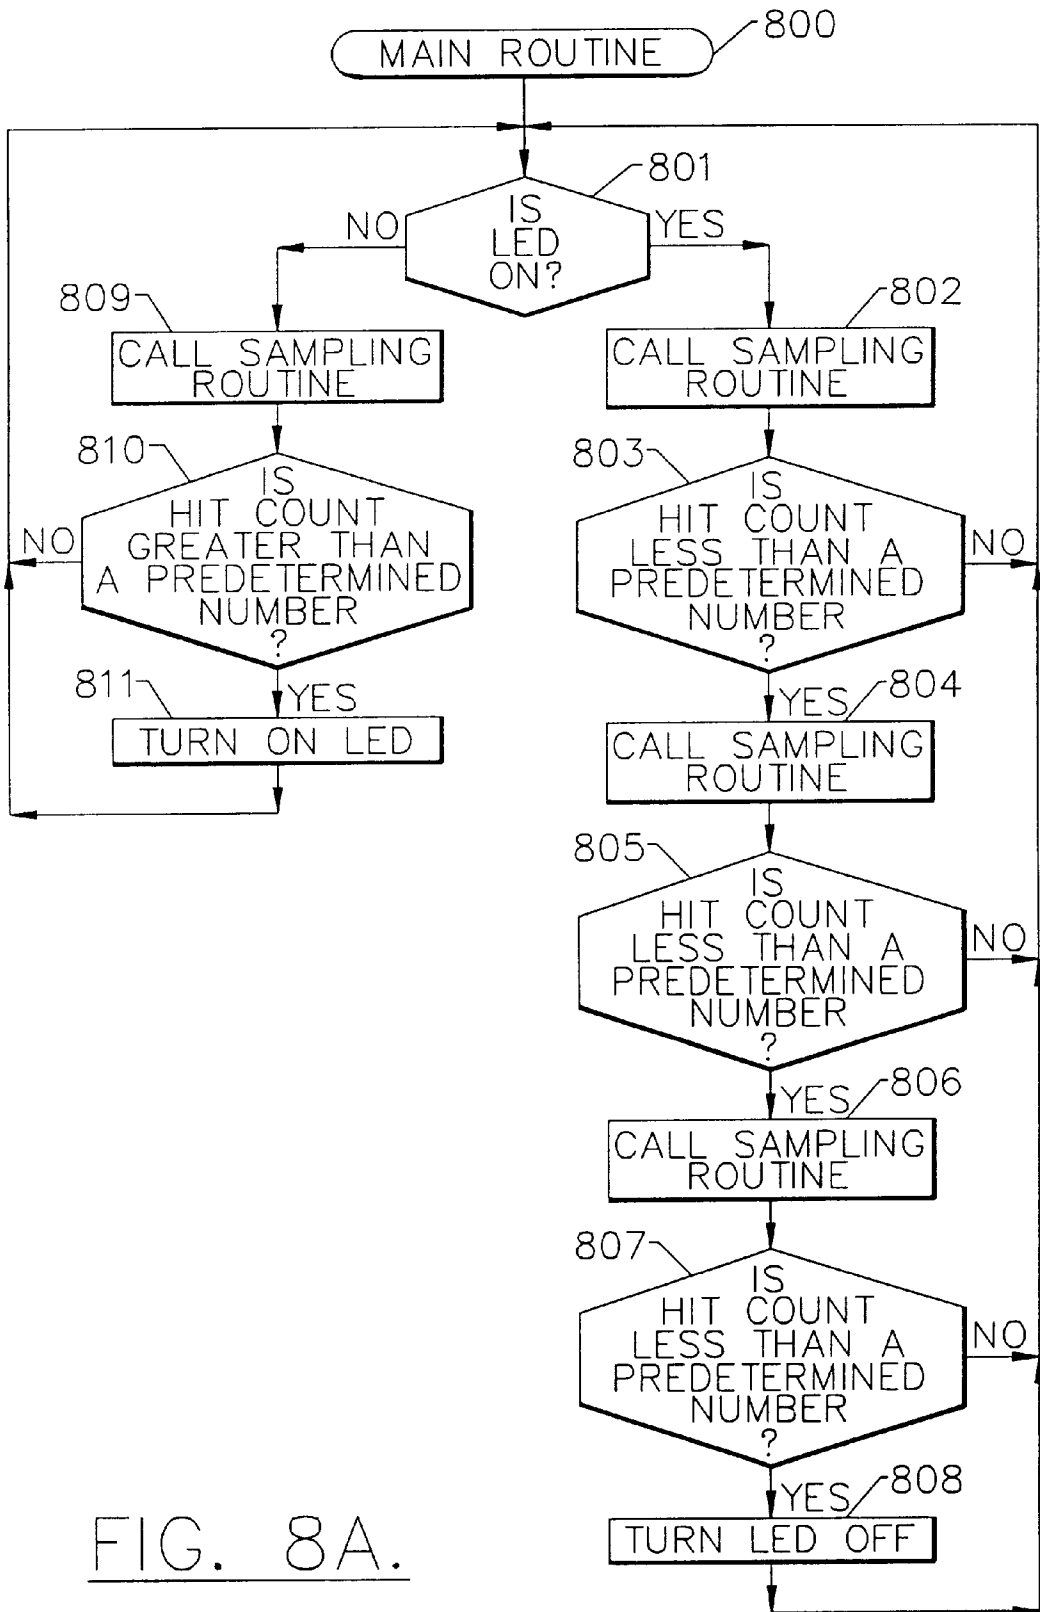 800
MAIN ROUTINE
801
IS
LED
ON?
NO
YES
809
CALL SAMPLING
ROUTINE
802
CALL SAMPLING
ROUTINE
810
IS
HIT COUNT
GREATER THAN
A PREDETERMINED
NUMBER
?
NO
803
IS
HIT COUNT
LESS THAN A
PREDETERMINED
NUMBER
?
NO
YES
811
TURN ON LED
YES
804
CALL SAMPLING
ROUTINE
805
IS
HIT COUNT
LESS THAN A
PREDETERMINED
NUMBER
?
NO
YES
806
CALL SAMPLING
ROUTINE
807
IS
HIT COUNT
LESS THAN A
PREDETERMINED
NUMBER
?
NO
YES
808
TURN LED OFF
FIG. 8A.